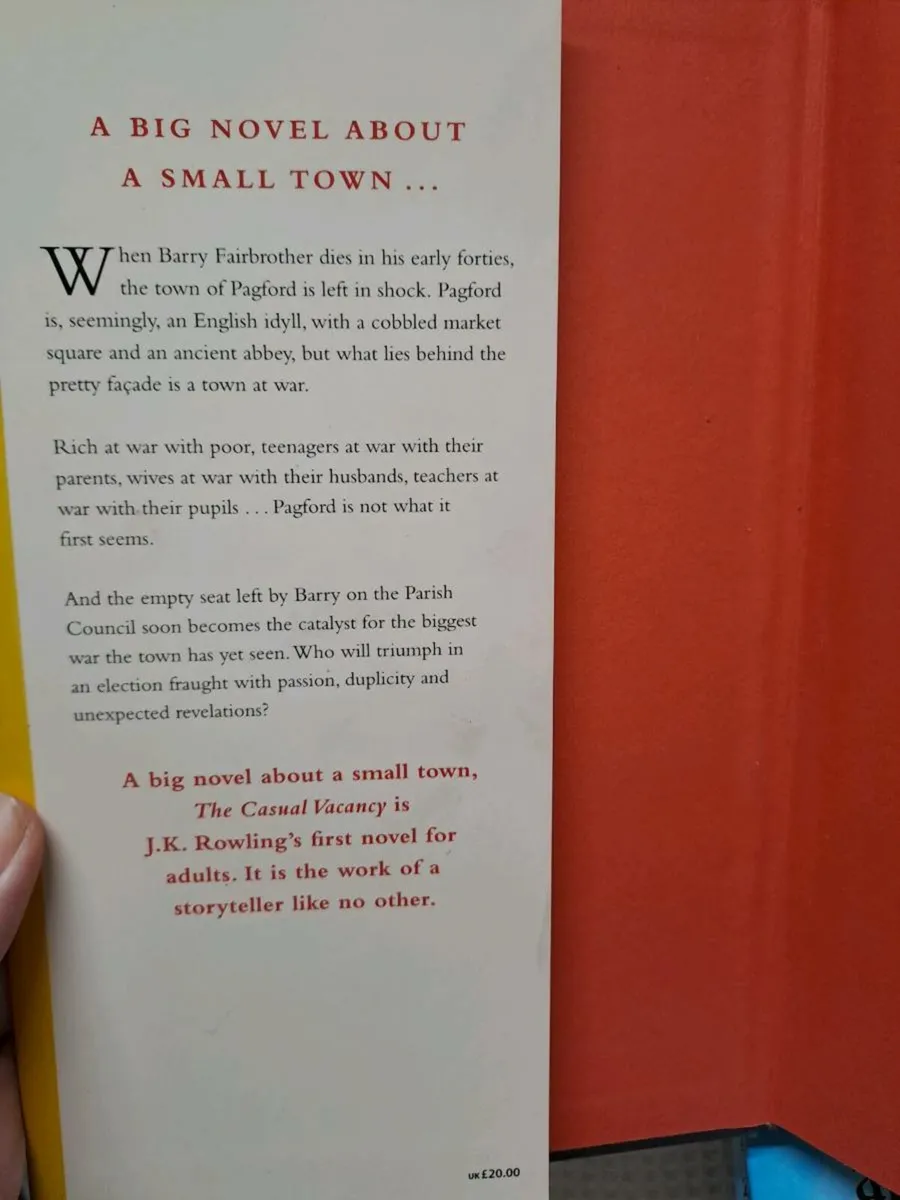 A BIG NOVEL ABOUT
A SMALL TOWN ...
When Barry Fairbrother dies in his early forties,
the town of Pagford is left in shock. Pagford
is, seemingly, an English idyll, with a cobbled market
square and an ancient abbey, but what lies behind the
pretty façade is a town at war.
Rich at war with poor, teenagers at war with their
parents, wives at war with their husbands, teachers at
war with their pupils ... Pagford is not what it
first seems.
And the empty seat left by Barry on the Parish
Council soon becomes the catalyst for the biggest
war the town has yet seen. Who will triumph in
an election fraught with passion, duplicity and
unexpected revelations?
A big novel about a small town,
The Casual Vacancy is
J.K. Rowling's first novel for
adults. It is the work of a
storyteller like no other.
UK £20.00